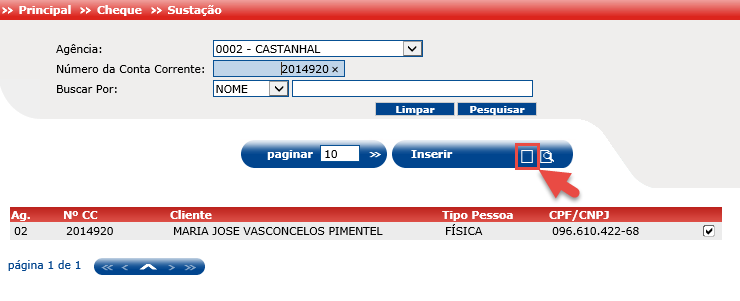 >> Principal >> Cheque >> Sustação
Agência: 0002 - CASTANHAL
Número da Conta Corrente: 2014920 ×
Buscar Por: NOME
Limpar Pesquisar
paginar 10 >> Inserir
Ag. Nº CC Cliente Tipo Pessoa CPF/CNPJ
02 2014920 MARIA JOSE VASCONCELOS PIMENTEL FÍSICA 096.610.422-68
página 1 de 1 << < > >>